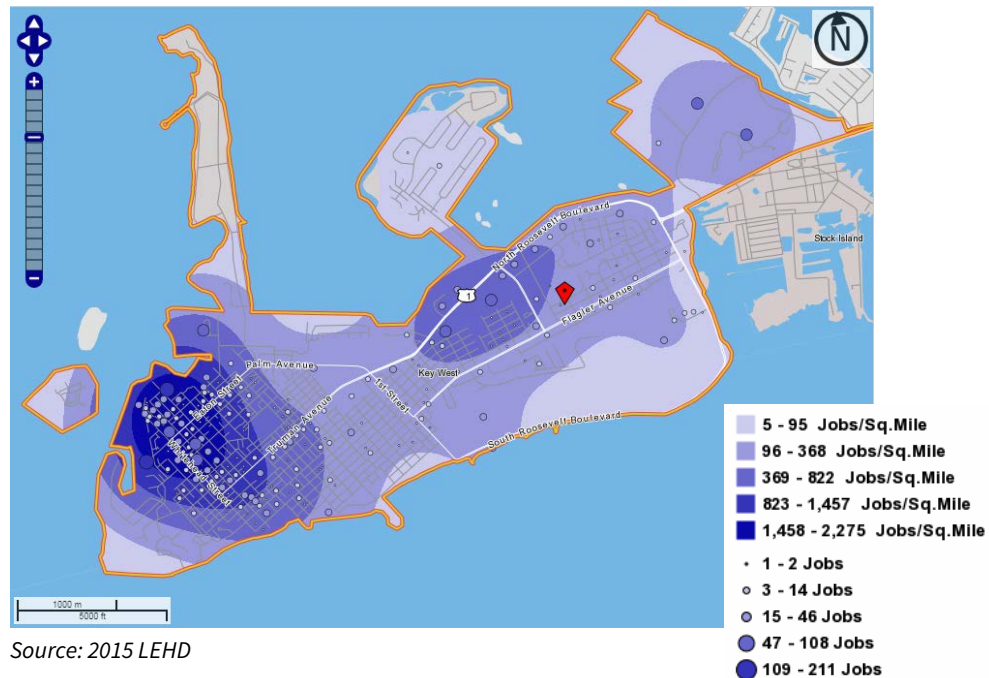 N
North Roosevelt Boulevard
Stock Island
1
Flagler Avenue
Palm Avenue
Key West
Eaton Street
1st Street
Truman Avenue
South Roosevelt Boulevard
Whitehead Street
1000 m
5000 ft
5 - 95 Jobs/Sq.Mile
96 - 368 Jobs/Sq.Mile
369 - 822 Jobs/Sq.Mile
823 - 1,457 Jobs/Sq.Mile
1,458 - 2,275 Jobs/Sq.Mile
1 - 2 Jobs
3 - 14 Jobs
15 - 46 Jobs
47 - 108 Jobs
109 - 211 Jobs
Source: 2015 LEHD